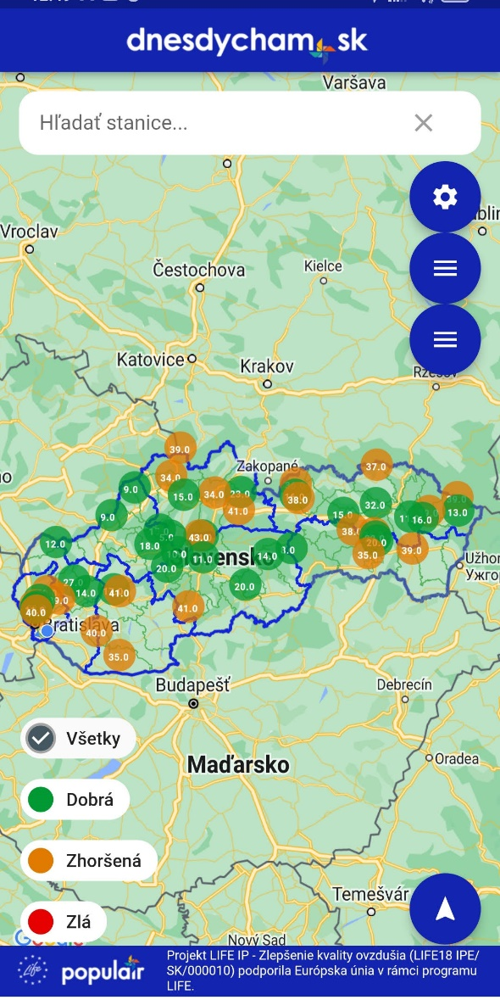 dnesdycham.sk
Varšava
Hľadať stanice...
Vroclav
Čestochova
Kielce
Katovice
Krakov
Rzešov
Zakopané
39.0
37.0
34.0
9.0
15.0
34.0
41.0
38.0
32.0
15.0
13.0
16.0
9.0
12.0
18.0
43.0
20.0
11.0
14.0
38.0
20.0
35.0
39.0
20.0
27.0
14.0
41.0
41.0
40.0
40.0
35.0
Bratislava
Budapešť
Debrecín
Oradea
Maďarsko
Všetky
Dobrá
Zhoršená
Zlá
Temešvár
Nový Sad
Google
Life
populair
Projekt LIFE IP - Zlepšenie kvality ovzdušia (LIFE18 IPE/
SK/000010) podporila Európska únia v rámci programu
LIFE.